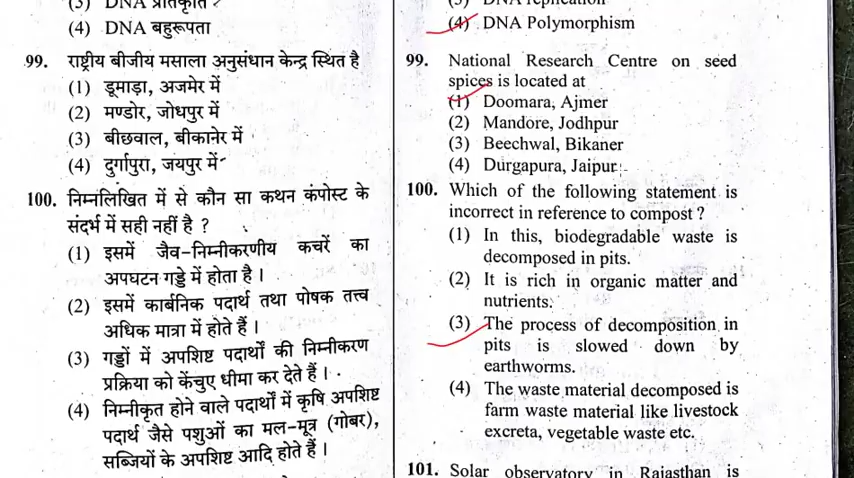 (3) DNA प्रतिकृति
(4) DNA बहुरूपता
99. राष्ट्रीय बीजीय मसाला अनुसंधान केन्द्र स्थित है
(1) डूमाड़ा, अजमेर में
(2) मण्डोर, जोधपुर में
(3) बीछवाल, बीकानेर में
(4) दुर्गापुरा, जयपुर में
100. निम्नलिखित में से कौन सा कथन कंपोस्ट के
संदर्भ में सही नहीं है ?
(1) इसमें जैव-निम्नीकरणीय कचरें का
अपघटन गड्ढे में होता है ।
(2) इसमें कार्बनिक पदार्थ तथा पोषक तत्त्व
अधिक मात्रा में होते हैं ।
(3) गड्ढों में अपशिष्ट पदार्थों की निम्नीकरण
प्रक्रिया को केंचुए धीमा कर देते हैं ।
(4) निम्नीकृत होने वाले पदार्थों में कृषि अपशिष्ट
पदार्थ जैसे पशुओं का मल-मूत्र (गोबर),
सब्जियों के अपशिष्ट आदि होते हैं ।
(3) DNA replication
(4) DNA Polymorphism
99. National Research Centre on seed
spices is located at
(1) Doomara, Ajmer
(2) Mandore, Jodhpur
(3) Beechwal, Bikaner
(4) Durgapura, Jaipur
100. Which of the following statement is
incorrect in reference to compost ?
(1) In this, biodegradable waste is
decomposed in pits.
(2) It is rich in organic matter and
nutrients.
(3) The process of decomposition in
pits is slowed down by
earthworms.
(4) The waste material decomposed is
farm waste material like livestock
excreta, vegetable waste etc.
101. Solar observatory in Rajasthan is